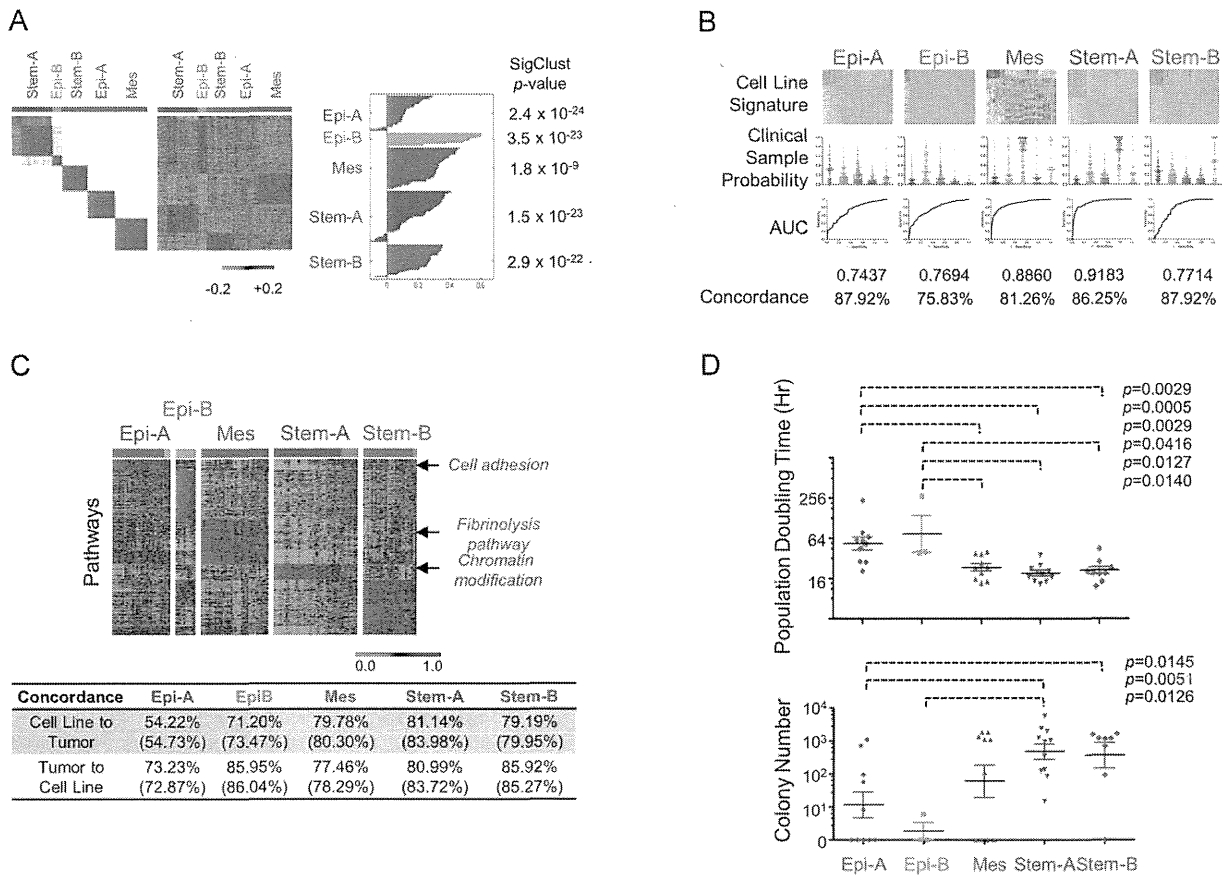 A
Stem-A
Epi-B
Stem-B
Epi-A
Mes
Stem-A
Epi-B
Stem-B
Epi-A
Mes
-0.2 +0.2
SigClust
p-value
Epi-A 2.4 x 10-24
Epi-B 3.5 x 10-23
Mes 1.8 x 10-9
Stem-A 1.5 x 10-23
Stem-B 2.9 x 10-22
0 0.2 0.4 0.6
B
Epi-A Epi-B Mes Stem-A Stem-B
Cell Line
Signature
Clinical
Sample
Probability
AUC
0.7437 0.7694 0.8860 0.9183 0.7714
Concordance 87.92% 75.83% 81.26% 86.25% 87.92%
C
Epi-B
Epi-A Mes Stem-A Stem-B
Pathways
Cell adhesion
Fibrinolysis
pathway
Chromatin
modification
0.0 1.0
Concordance Epi-A EpiB Mes Stem-A Stem-B
Cell Line to 54.22% 71.20% 79.78% 81.14% 79.19%
Tumor (54.73%) (73.47%) (80.30%) (83.98%) (79.95%)
Tumor to 73.23% 85.95% 77.46% 80.99% 85.92%
Cell Line (72.87%) (86.04%) (78.29%) (83.72%) (85.27%)
D
Population Doubling Time (Hr)
p=0.0029
p=0.0005
p=0.0029
p=0.0416
p=0.0127
p=0.0140
256
64
16
p=0.0145
p=0.0051
p=0.0126
Colony Number
104
103
102
101
0
Epi-A Epi-B Mes Stem-A Stem-B